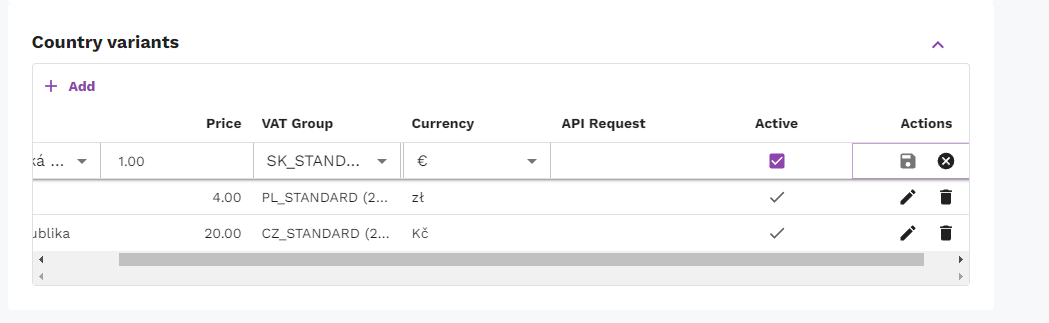 Country variants
Add
Price VAT Group Currency API Request Active Actions
ká ... 1.00 SK_STAND... €
4.00 PL_STANDARD (2... zł
ublika 20.00 CZ_STANDARD (2... Kč